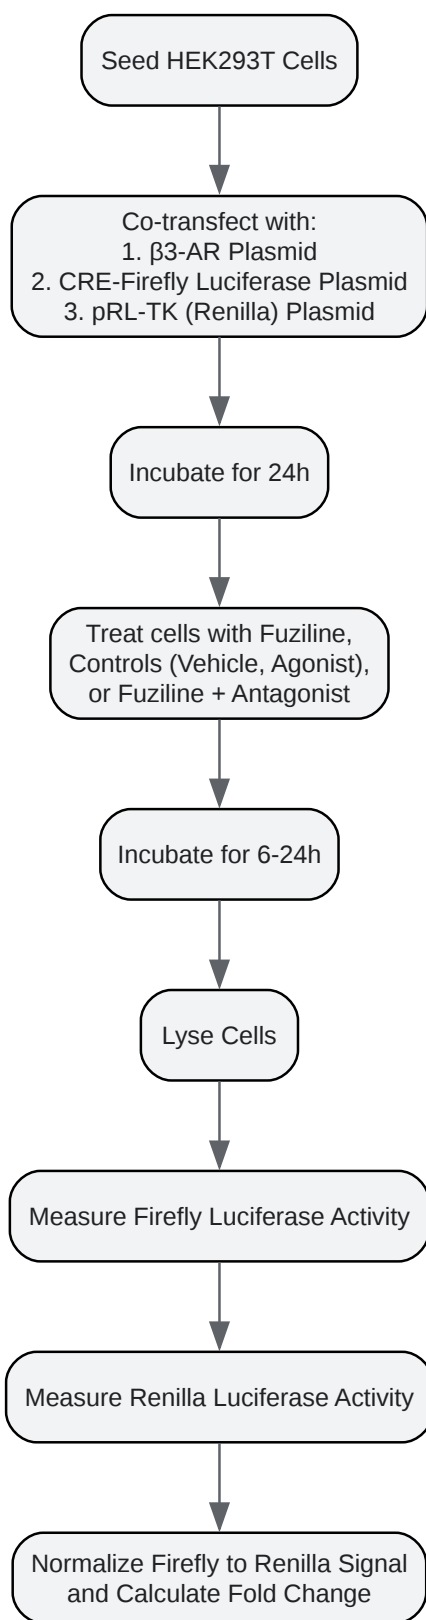 Seed HEK293T Cells
Co-transfect with:
1. β3-AR Plasmid
2. CRE-Firefly Luciferase Plasmid
3. pRL-TK (Renilla) Plasmid
Incubate for 24h
Treat cells with Fuziline,
Controls (Vehicle, Agonist),
or Fuziline + Antagonist
Incubate for 6-24h
Lyse Cells
Measure Firefly Luciferase Activity
Measure Renilla Luciferase Activity
Normalize Firefly to Renilla Signal
and Calculate Fold Change